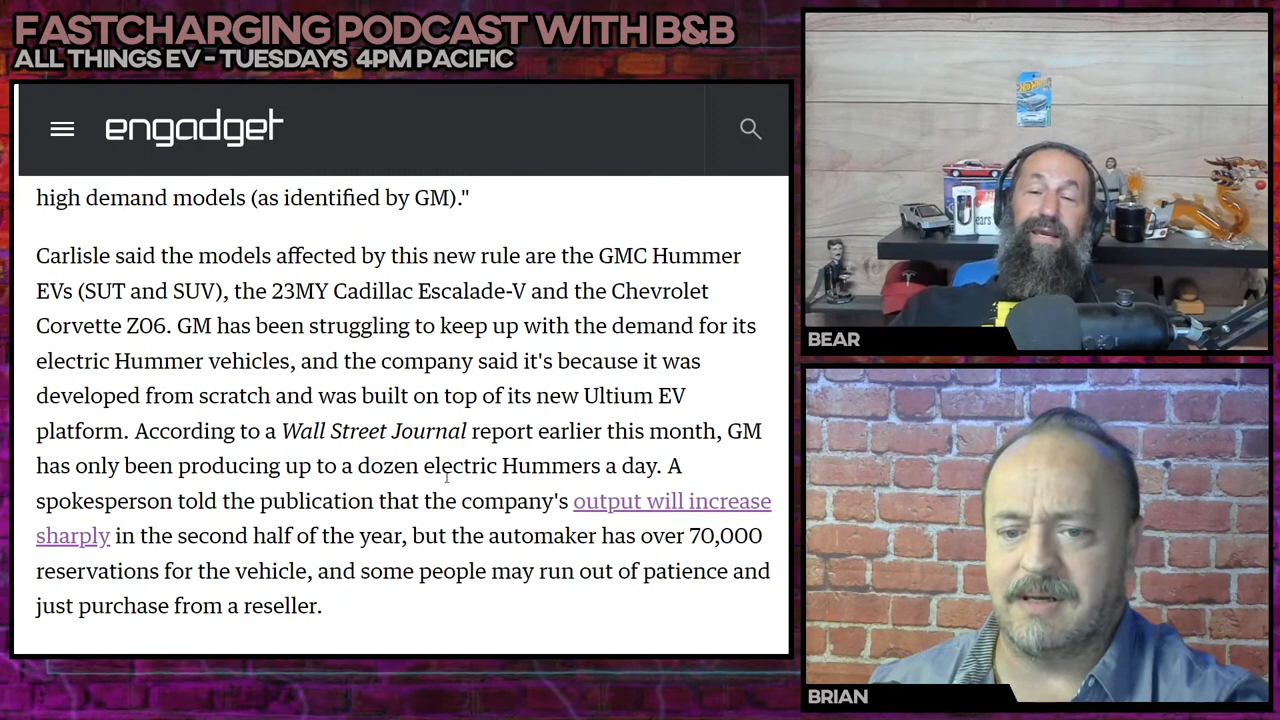 FASTCHARGING PODCAST WITH B&B
ALL THINGS EV - TUESDAYS 4PM PACIFIC
engadget
high demand models (as identified by GM)."
Carlisle said the models affected by this new rule are the GMC Hummer
EVs (SUT and SUV), the 23MY Cadillac Escalade-V and the Chevrolet
Corvette Z06. GM has been struggling to keep up with the demand for its
electric Hummer vehicles, and the company said it's because it was
developed from scratch and was built on top of its new Ultium EV
platform. According to a Wall Street Journal report earlier this month, GM
has only been producing up to a dozen electric Hummers a day. A
spokesperson told the publication that the company's output will increase
sharply in the second half of the year, but the automaker has over 70,000
reservations for the vehicle, and some people may run out of patience and
just purchase from a reseller.
BEAR
BRIAN